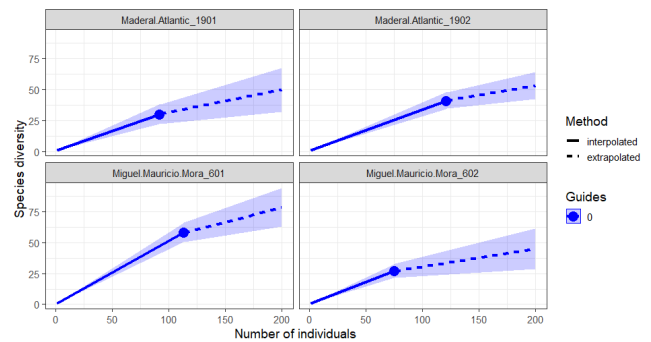 Maderal.Atlantic_1901
Maderal.Atlantic_1902
75
50
25
0
Miguel.Mauricio.Mora_601
Miguel.Mauricio.Mora_602
75
50
25
0
0 50 100 150 200
0 50 100 150 200
Species diversity
Number of individuals
Method
interpolated
extrapolated
Guides
0